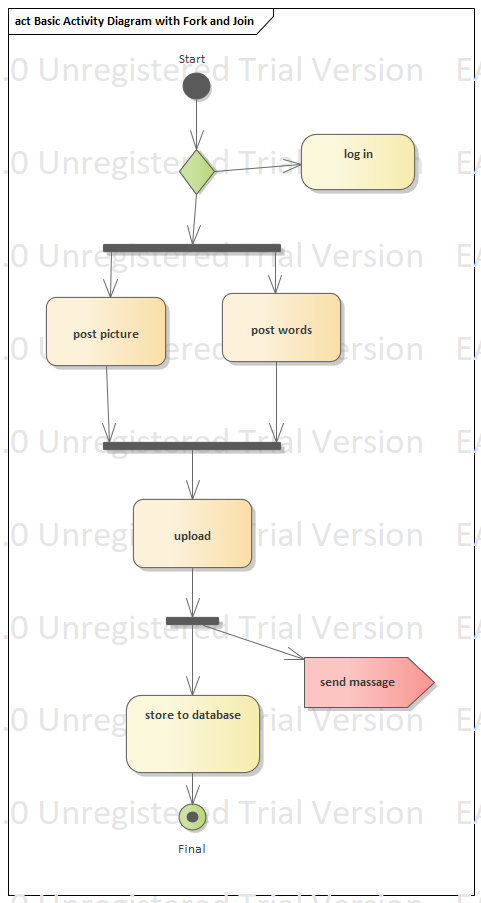 act Basic Activity Diagram with Fork and Join
Start
.0 Unregistered Trial Version EA
.0 Unregistered Trial Version EA
log in
.0 Unregistered Trial Version EA
.0 Unregistered Trial Version EA
post picture
post words
.0 Unregistered Trial Version EA
.0 Unregistered Trial Version EA
upload
.0 Unregistered Trial Version EA
send massage
.0 Unregistered Trial Version EA
store to database
.0 Unregistered Trial Version EA
Final